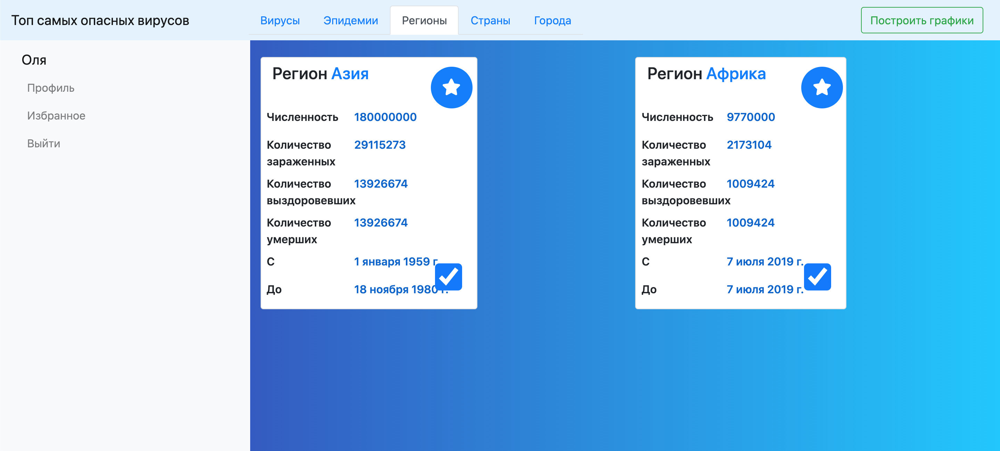 Топ самых опасных вирусов
Вирусы
Эпидемии
Регионы
Страны
Города
Построить графики
Оля
Профиль
Избранное
Выйти
Регион Азия
Численность 180000000
Количество зараженных 29115273
Количество выздоровевших 13926674
Количество умерших 13926674
С 1 января 1959 г
До 18 ноября 1980 г.
Регион Африка
Численность 9770000
Количество зараженных 2173104
Количество выздоровевших 1009424
Количество умерших 1009424
С 7 июля 2019 г.
До 7 июля 2019 г.